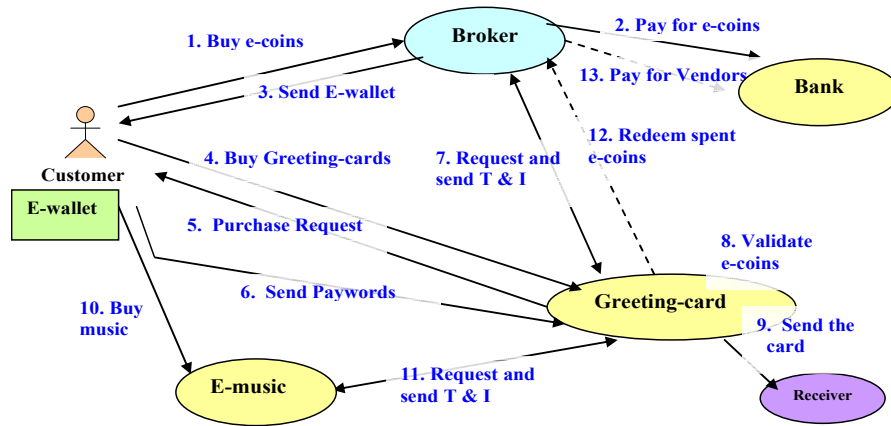 Broker
1. Buy e-coins
2. Pay for e-coins
13. Pay for Vendors
Bank
3. Send E-wallet
12. Redeem spent
e-coins
4. Buy Greeting-cards
7. Request and
send T & I
Customer
E-wallet
5. Purchase Request
8. Validate
e-coins
6. Send Paywords
Greeting-card
10. Buy
music
9. Send the
card
E-music
11. Request and
send T & I
Receiver